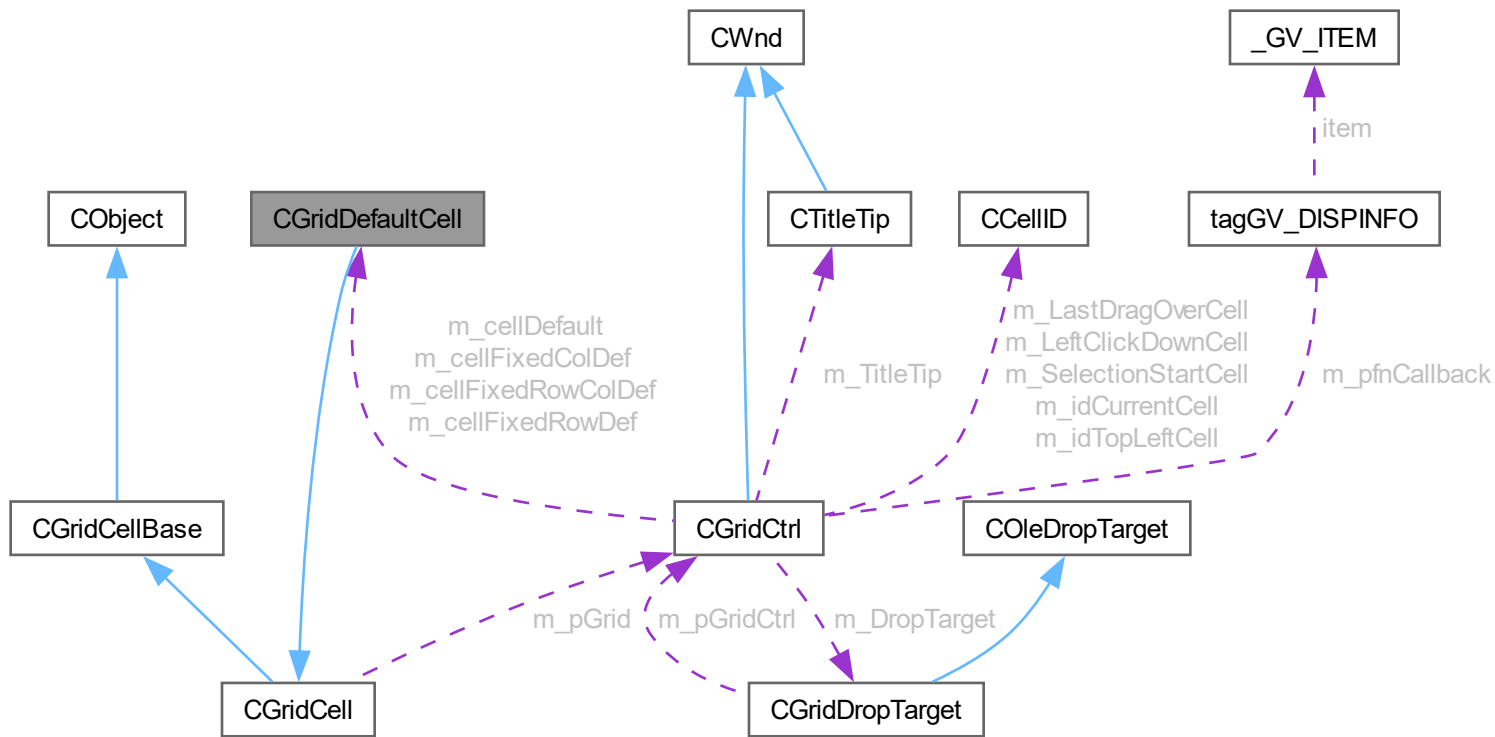 CWnd
_GV_ITEM
item
CObject
CGridDefaultCell
CTitleTip
CCellID
tagGV_DISPINFO
m_cellDefault
m_cellFixedColDef
m_cellFixedRowColDef
m_cellFixedRowDef
m_TitleTip
m_LastDragOverCell
m_LeftClickDownCell
m_SelectionStartCell
m_idCurrentCell
m_idTopLeftCell
m_pfnCallback
CGridCellBase
CGridCtrl
COleDropTarget
m_pGrid
m_pGridCtrl
m_DropTarget
CGridCell
CGridDropTarget